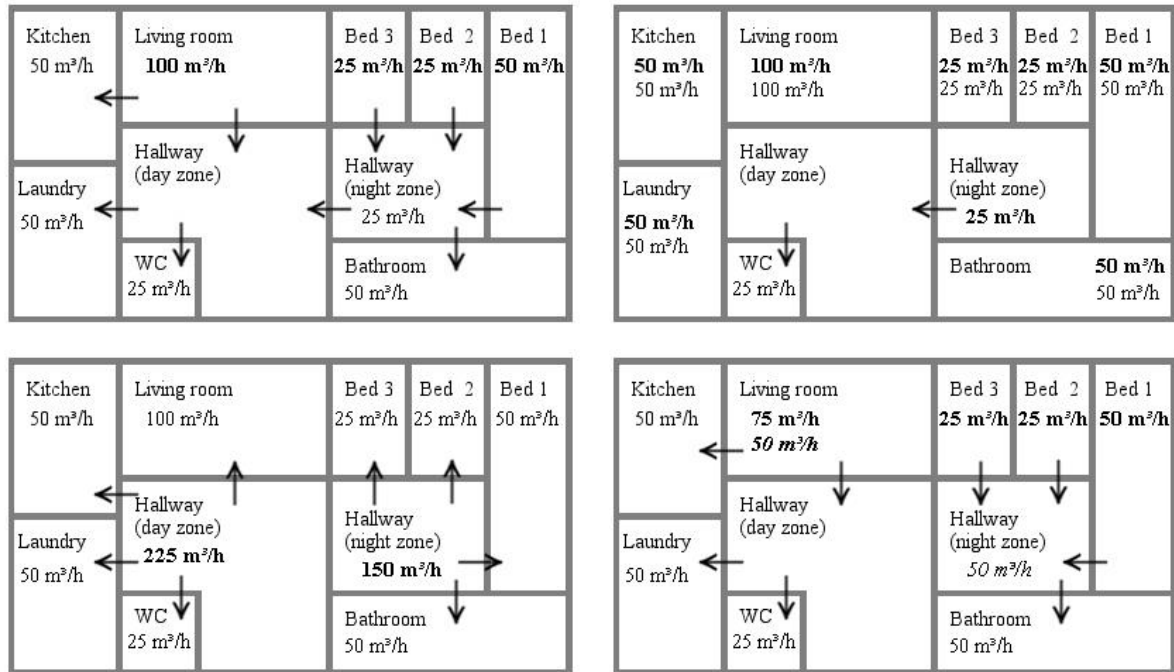 Kitchen
50 m³/h
Living room
100 m³/h
Bed 3
25 m³/h
Bed 2
25 m³/h
Bed 1
50 m³/h
Hallway
(day zone)
Hallway
(night zone)
25 m³/h
Laundry
50 m³/h
WC
25 m³/h
Bathroom
50 m³/h
Kitchen
50 m³/h
50 m³/h
Living room
100 m³/h
100 m³/h
Bed 3
25 m³/h
25 m³/h
Bed 2
25 m³/h
25 m³/h
Bed 1
50 m³/h
50 m³/h
Hallway
(day zone)
Hallway
(night zone)
25 m³/h
Laundry
50 m³/h
50 m³/h
WC
25 m³/h
Bathroom
50 m³/h
50 m³/h
Kitchen
50 m³/h
Living room
100 m³/h
Bed 3
25 m³/h
Bed 2
25 m³/h
Bed 1
50 m³/h
Hallway
(day zone)
225 m³/h
Hallway
(night zone)
150 m³/h
Laundry
50 m³/h
WC
25 m³/h
Bathroom
50 m³/h
Kitchen
50 m³/h
Living room
75 m³/h
50 m³/h
Bed 3
25 m³/h
Bed 2
25 m³/h
Bed 1
50 m³/h
Hallway
(day zone)
Hallway
(night zone)
50 m³/h
Laundry
50 m³/h
WC
25 m³/h
Bathroom
50 m³/h